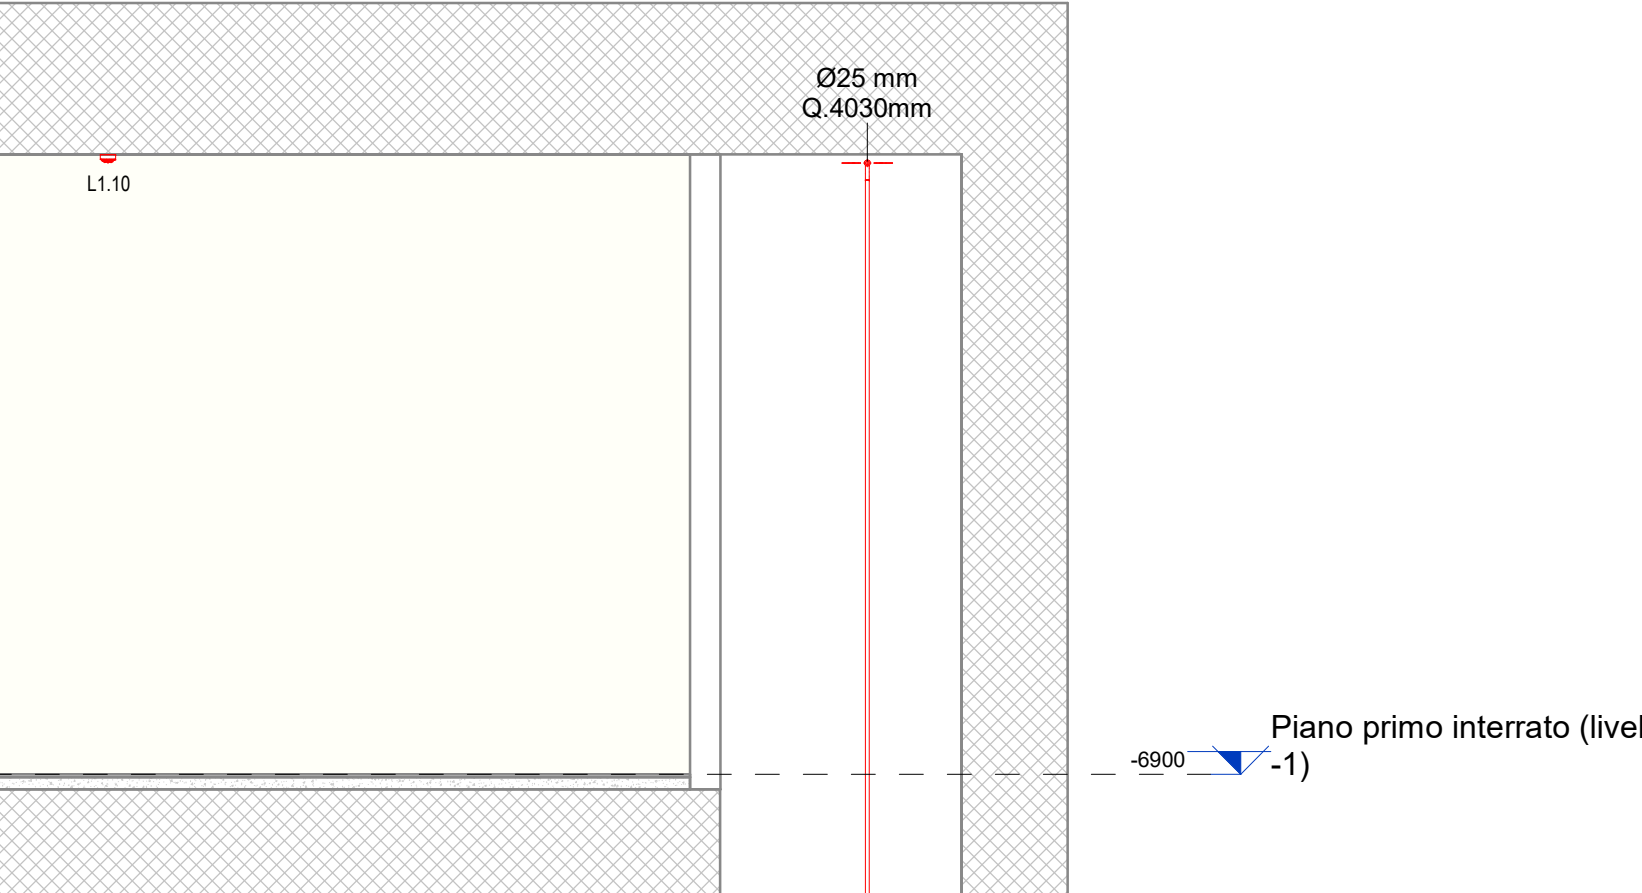 Ø25 mm
Q.4030mm
L1.10
Piano primo interrato (livel
-6900
-1)